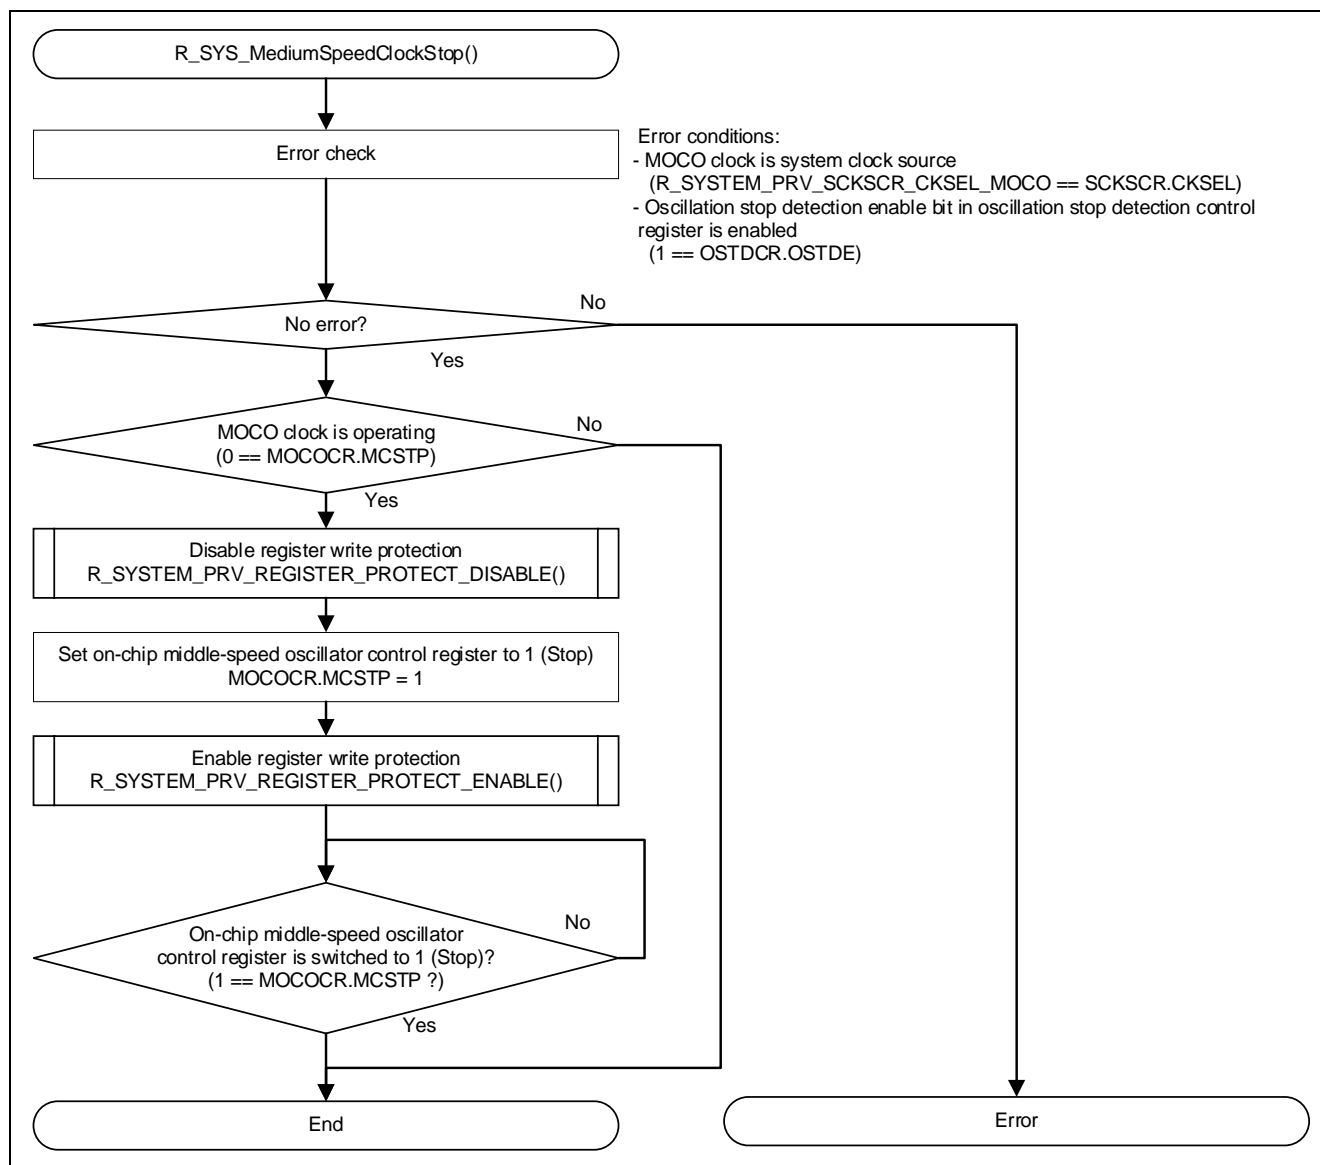 R_SYS_MediumSpeedClockStop()
Error check
Error conditions:
- MOCO clock is system clock source
(R_SYSTEM_PRV_SCKSCR_CKSEL_MOCO == SCKSCR.CKSEL)
- Oscillation stop detection enable bit in oscillation stop detection control
register is enabled
(1 == OSTDCR.OSTDE)
No error?
No
Yes
MOCO clock is operating
(0 == MOCOCR.MCSTP)
No
Yes
Disable register write protection
R_SYSTEM_PRV_REGISTER_PROTECT_DISABLE()
Set on-chip middle-speed oscillator control register to 1 (Stop)
MOCOCR.MCSTP = 1
Enable register write protection
R_SYSTEM_PRV_REGISTER_PROTECT_ENABLE()
On-chip middle-speed oscillator
control register is switched to 1 (Stop)?
(1 == MOCOCR.MCSTP ?)
No
Yes
End
Error